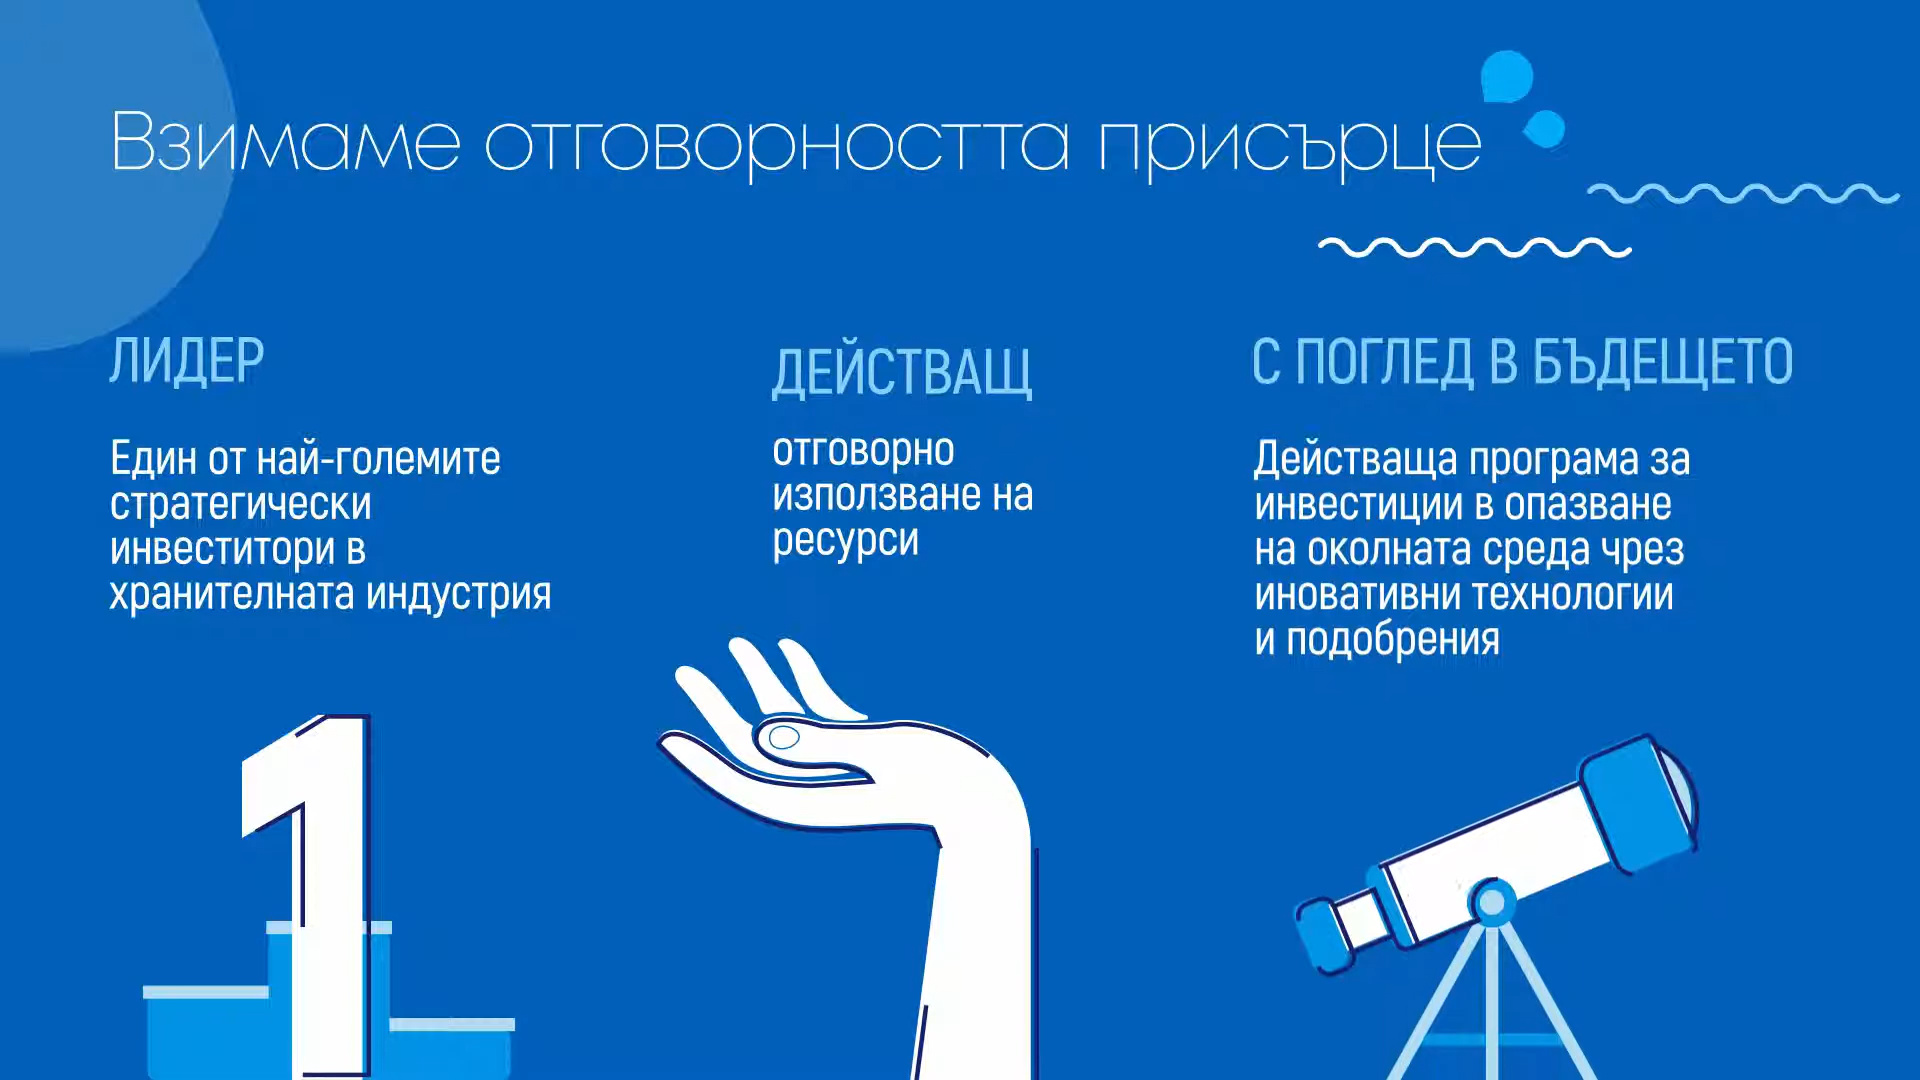 Взимаме отговорността присърце
ЛИДЕР
Един от най-големите
стратегически
инвеститори в
хранителната индустрия
ДЕЙСТВАЩ
отговорно
използване на
ресурси
С ПОГЛЕД В БЪДЕЩЕТО
Действаща програма за
инвестиции в опазване
на околната среда чрез
иновативни технологии
и подобрения
1